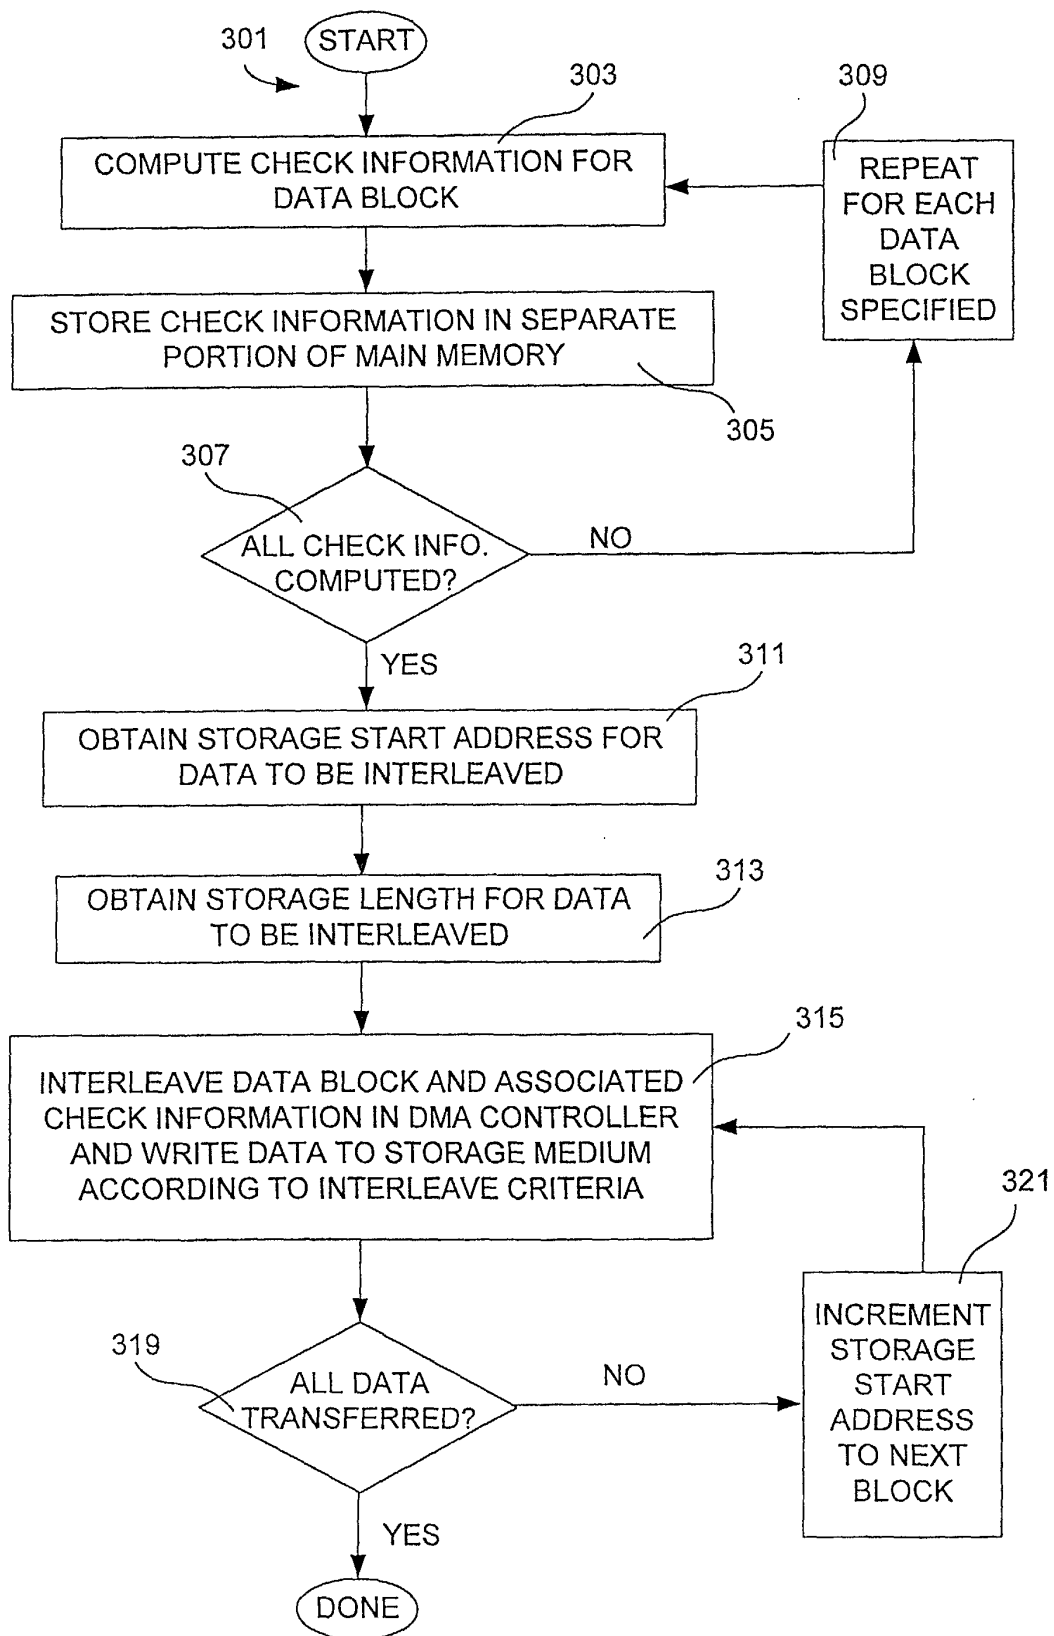 START
301
303
309
COMPUTE CHECK INFORMATION FOR
DATA BLOCK
REPEAT
FOR EACH
DATA
BLOCK
SPECIFIED
STORE CHECK INFORMATION IN SEPARATE
PORTION OF MAIN MEMORY
305
307
ALL CHECK INFO.
COMPUTED?
NO
YES
311
OBTAIN STORAGE START ADDRESS FOR
DATA TO BE INTERLEAVED
313
OBTAIN STORAGE LENGTH FOR DATA
TO BE INTERLEAVED
315
INTERLEAVE DATA BLOCK AND ASSOCIATED
CHECK INFORMATION IN DMA CONTROLLER
AND WRITE DATA TO STORAGE MEDIUM
ACCORDING TO INTERLEAVE CRITERIA
321
319
ALL DATA
TRANSFERRED?
NO
INCREMENT
STORAGE
START
ADDRESS
TO NEXT
BLOCK
YES
DONE